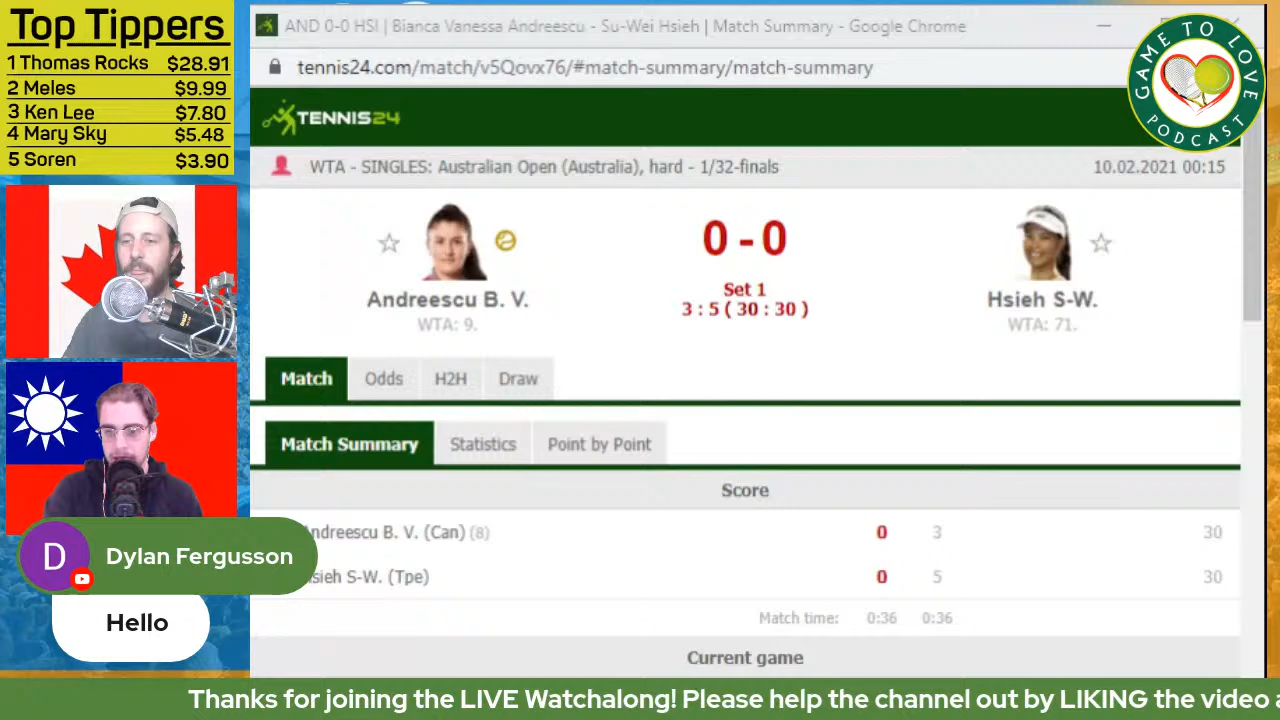 Top Tippers
1 Thomas Rocks $28.91
2 Meles $9.99
3 Ken Lee $7.80
4 Mary Sky $5.48
5 Soren $3.90
AND 0-0 HSI | Bianca Vanessa Andreescu - Su-Wei Hsieh | Match Summary - Google Chrome
tennis24.com/match/v5Qovx76/#match-summary/match-summary
GAME TO LOVE
PODCAST
TENNIS24
WTA - SINGLES: Australian Open (Australia), hard - 1/32-finals 10.02.2021 00:15
0 - 0
Set 1
3 : 5 ( 30 : 30 )
Andreescu B. V.
WTA: 9.
Hsieh S-W.
WTA: 71.
Match Odds H2H Draw
Match Summary Statistics Point by Point
Score
ndreescu B. V. (Can) (8) 0 3 30
sieh S-W. (Tpe) 0 5 30
Match time: 0:36 0:36
Current game
D Dylan Fergusson
Hello
Thanks for joining the LIVE Watchalong! Please help the channel out by LIKING the video a